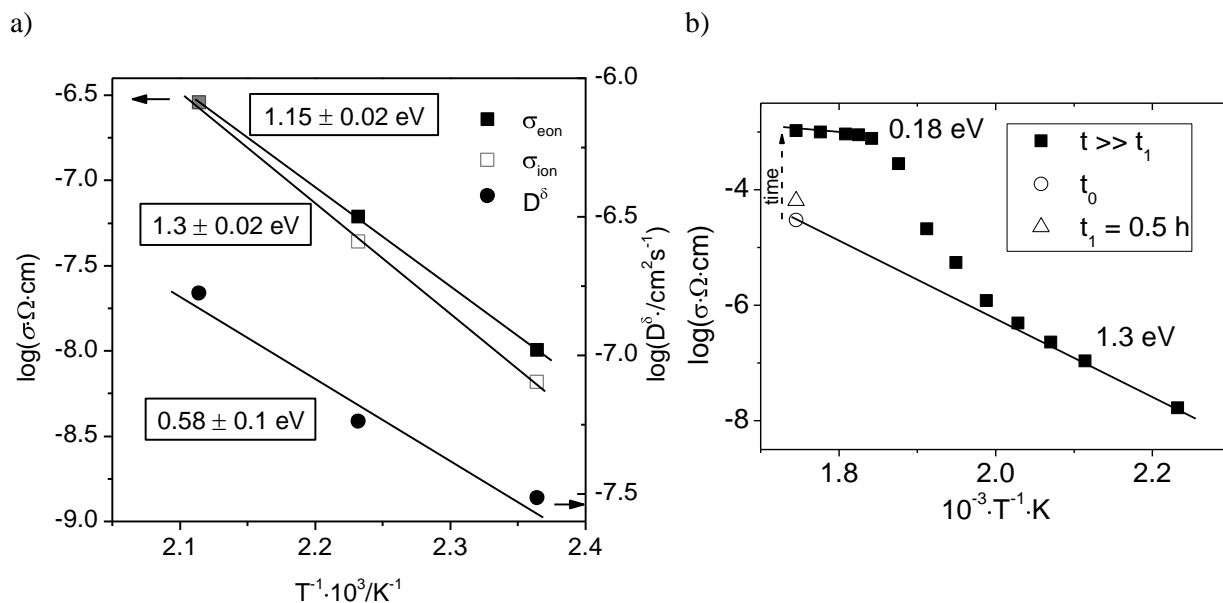 a)
b)
-6.0
-6.5
1.15 ± 0.02 eV
σeon
σion
Dδ
-7.0
-6.5
1.3 ± 0.02 eV
-7.5
log(σ·Ω·cm)
log(Dδ·/cm2s-1)
-8.0
-7.0
0.58 ± 0.1 eV
-8.5
-7.5
-9.0
2.1
2.2
2.3
2.4
T-1·103/K-1
0.18 eV
t >> t1
t0
t1 = 0.5 h
time
-4
log(σ·Ω·cm)
-6
1.3 eV
-8
1.8
2.0
2.2
10-3·T-1·K